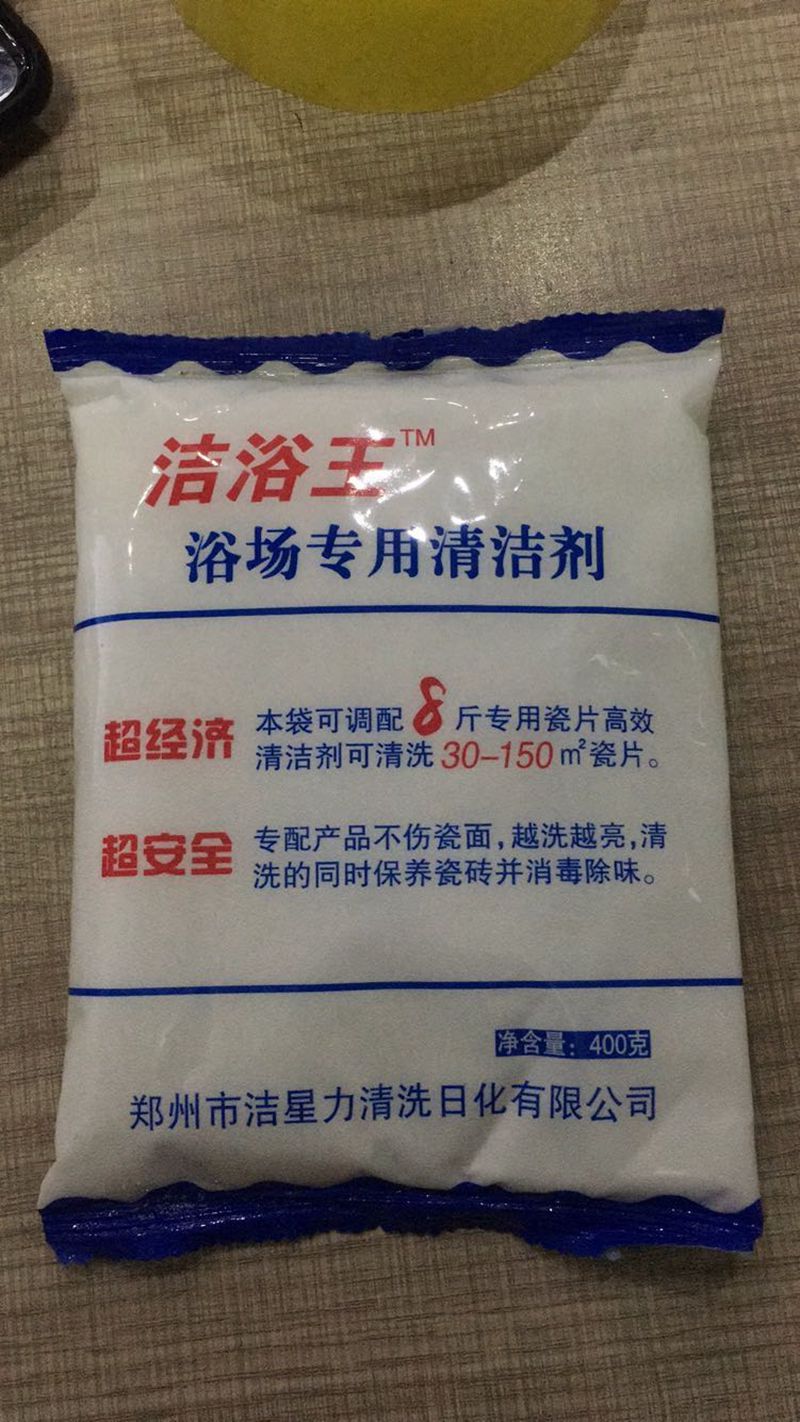 洁浴王™
浴场专用清洁剂
超经济
本袋可调配8斤专用瓷片高效
清洁剂可清洗30-150㎡瓷片。
超安全
专配产品不伤瓷面,越洗越亮,清
洗的同时保养瓷砖并消毒除味。
净含量：400克
郑州市洁星力清洗日化有限公司